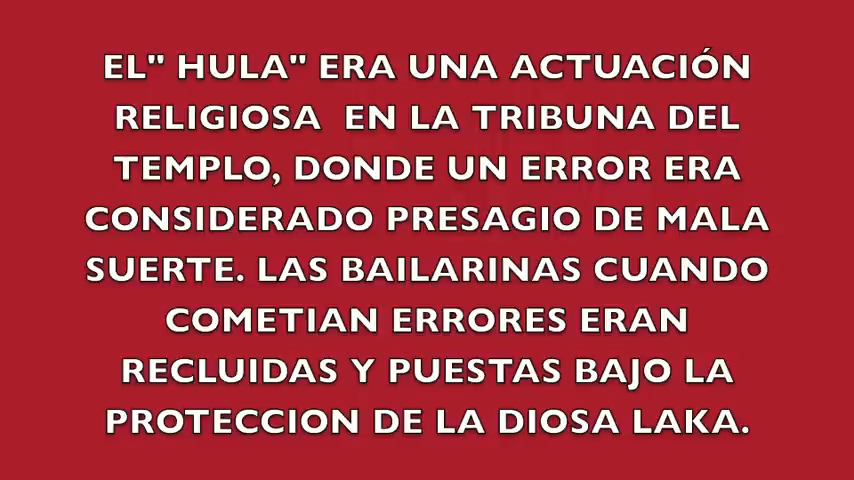 EL" HULA" ERA UNA ACTUACIÓN
RELIGIOSA  EN LA TRIBUNA DEL
TEMPLO, DONDE UN ERROR ERA
CONSIDERADO PRESAGIO DE MALA
SUERTE. LAS BAILARINAS CUANDO
COMETIAN ERRORES ERAN
RECLUIDAS Y PUESTAS BAJO LA
PROTECCION DE LA DIOSA LAKA.